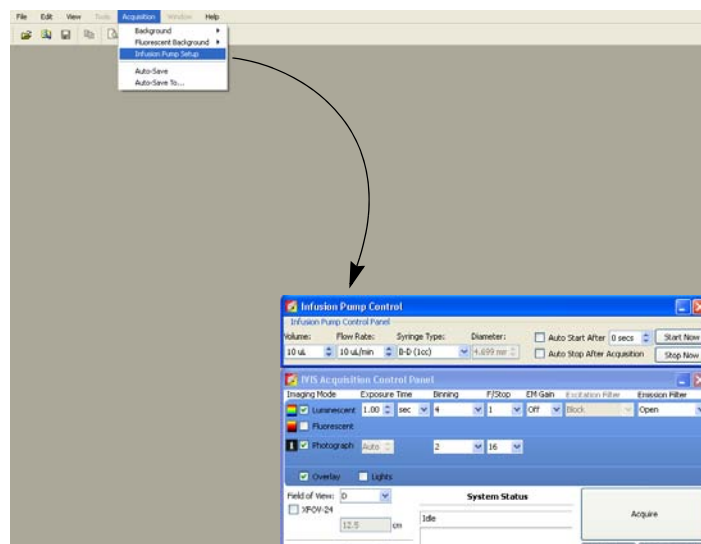 File Edit View Tools Acquisition Window Help
Background
Fluorescent Background
Infusion Pump Setup
Auto-Save
Auto-Save To...
Infusion Pump Control
Infusion Pump Control Panel
Volume: Flow Rate: Syringe Type: Diameter: Auto Start After 0 secs Start Now
10 uL 10 uL/min B-D (1cc) 4.699 mm Auto Stop After Acquisition Stop Now
IVIS Acquisition Control Panel
Imaging Mode Exposure Time Binning F/Stop EM Gain Excitation Filter Emission Filter
Luminescent 1.00 sec 4 1 Off Block Open
Fluorescent
Photograph Auto 2 16
Overlay Lights
Field of View: D System Status
XFOV-24 Acquire
12.5 cm Idle